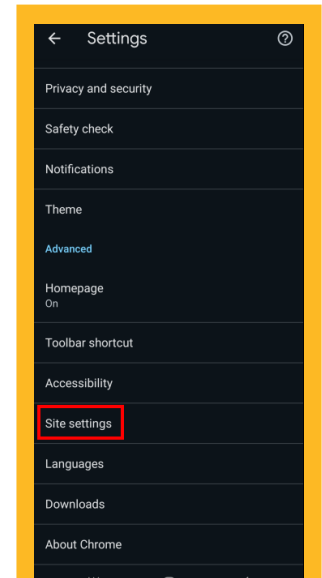 Settings
Privacy and security
Safety check
Notifications
Theme
Advanced
Homepage
On
Toolbar shortcut
Accessibility
Site settings
Languages
Downloads
About Chrome